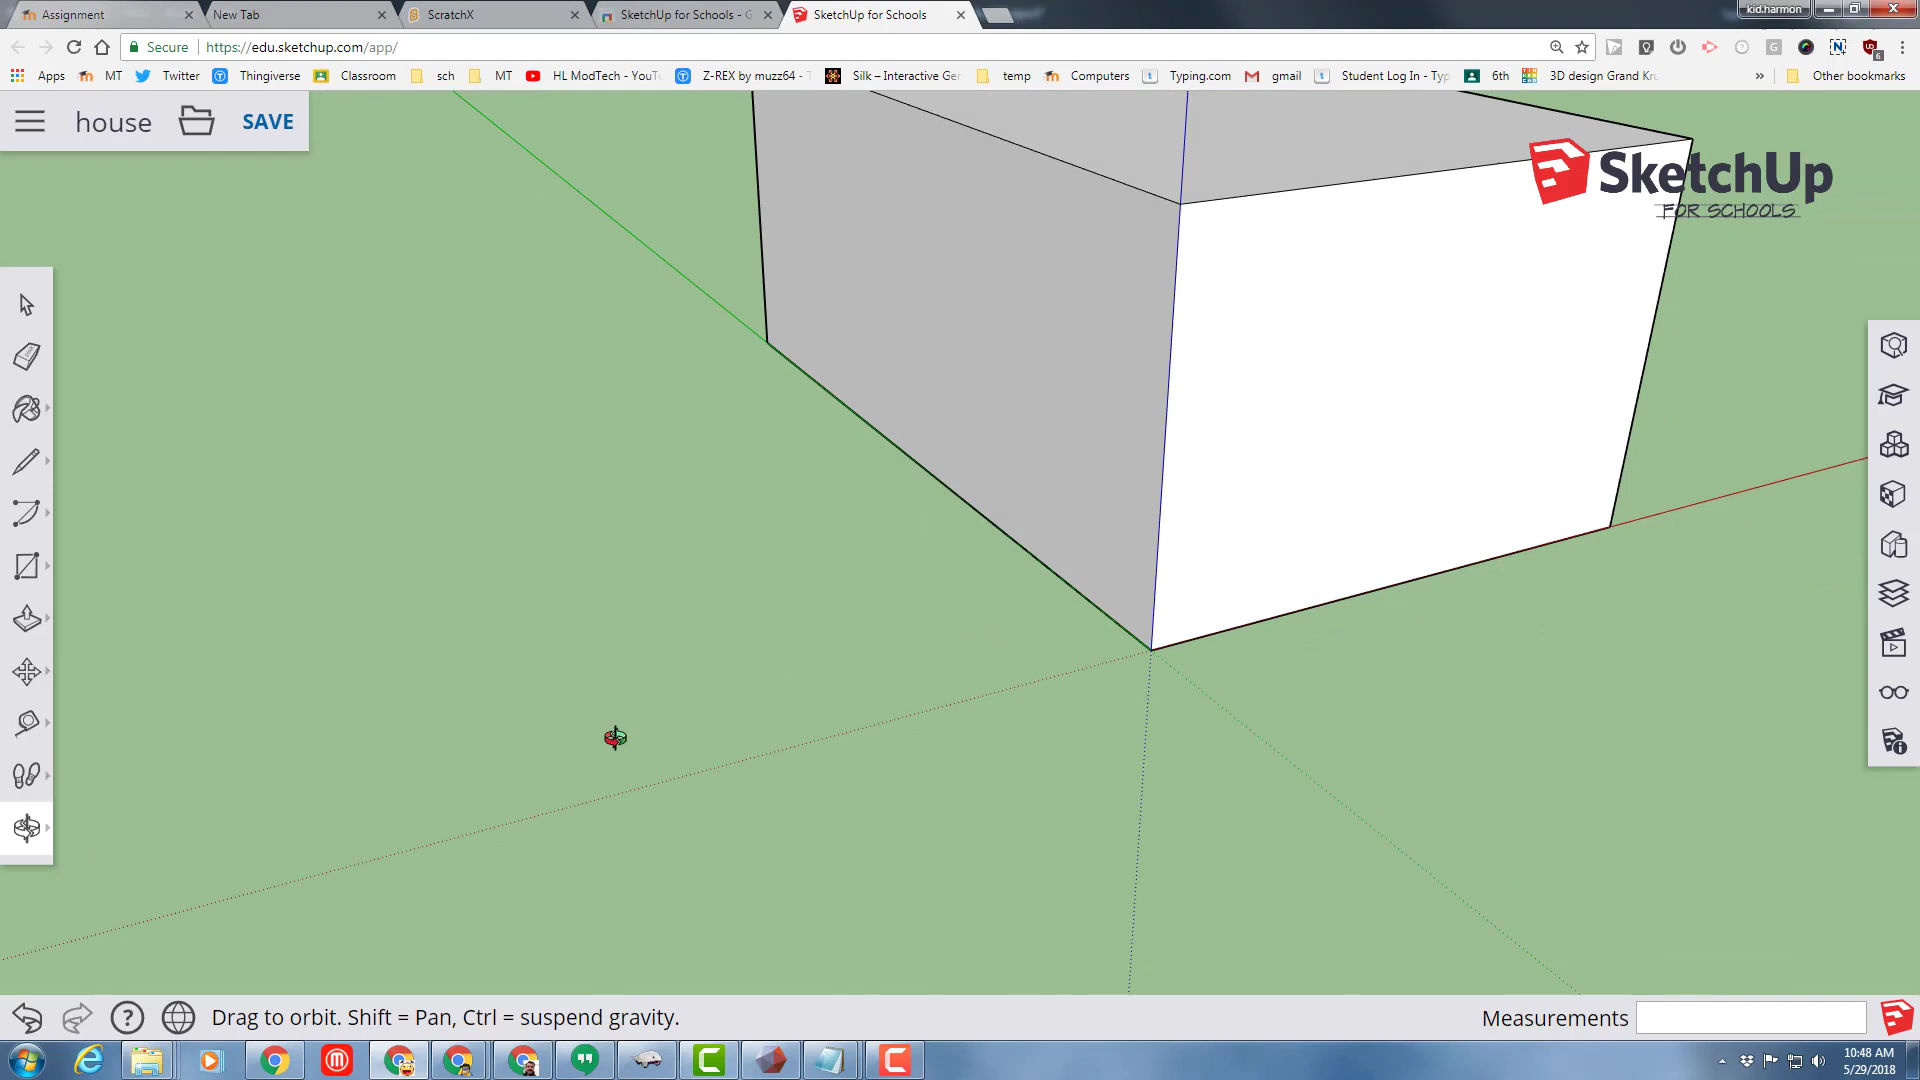 Assignment
New Tab
ScratchX
SketchUp for Schools - G
SketchUp for Schools
kid.harmon
Secure
https://edu.sketchup.com/app/
Apps
MT
Twitter
Thingiverse
Classroom
sch
MT
HL ModTech - YouTu
Z-REX by muzz64 - T
Silk – Interactive Ger
temp
Computers
Typing.com
gmail
Student Log In - Typ
6th
3D design Grand Kru
»
Other bookmarks
house
SAVE
SketchUp
FOR SCHOOLS
Drag to orbit. Shift = Pan, Ctrl = suspend gravity.
Measurements
10:48 AM
5/29/2018